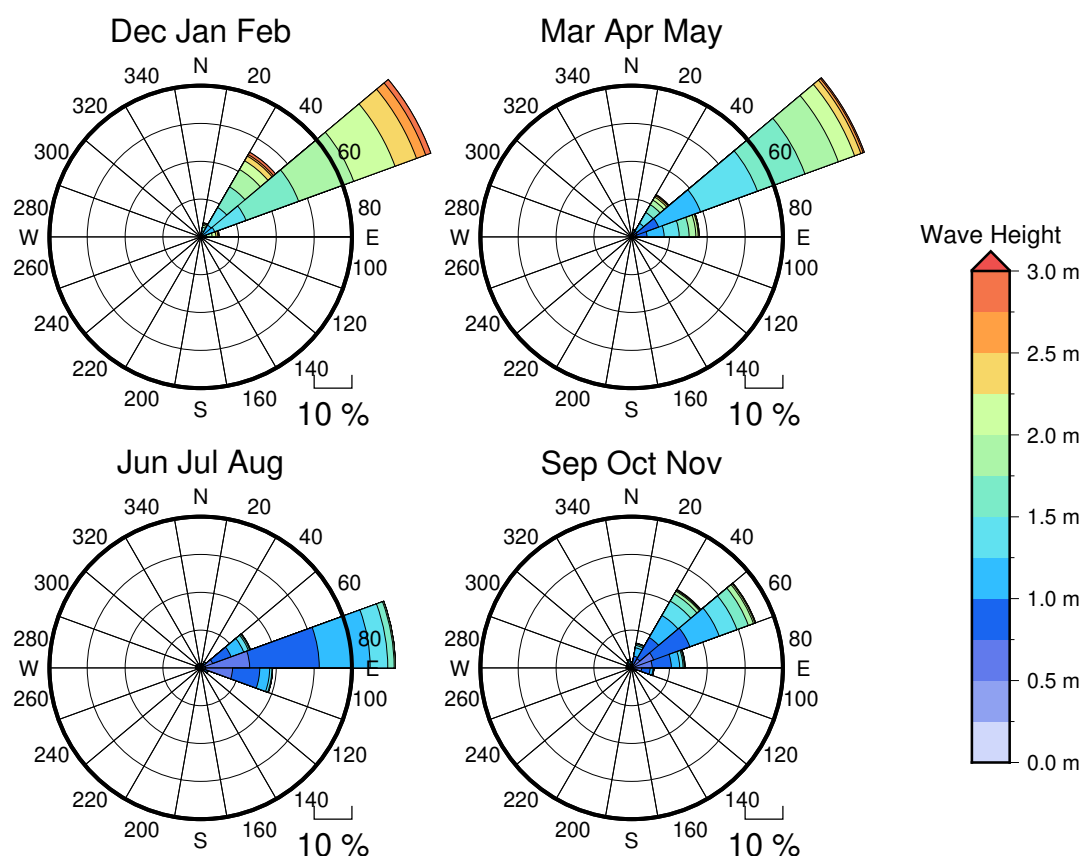 Dec Jan Feb
N
20
40
60
80
E
100
120
140
160
S
200
220
240
260
W
280
300
320
340
10 %
Mar Apr May
N
20
40
60
80
E
100
120
140
160
S
200
220
240
260
W
280
300
320
340
10 %
Jun Jul Aug
N
20
40
60
80
E
100
120
140
160
S
200
220
240
260
W
280
300
320
340
10 %
Sep Oct Nov
N
20
40
60
80
E
100
120
140
160
S
200
220
240
260
W
280
300
320
340
10 %
Wave Height
3.0 m
2.5 m
2.0 m
1.5 m
1.0 m
0.5 m
0.0 m